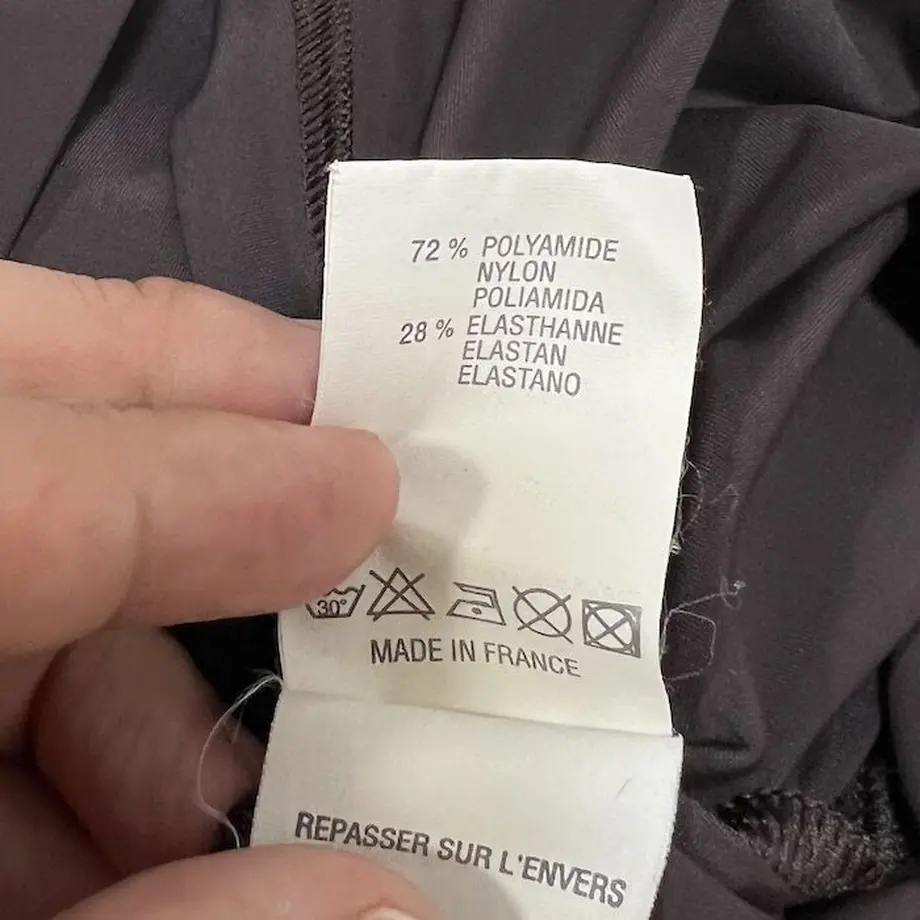 72 % POLYAMIDE
NYLON
POLIAMIDA
28 % ELASTHANNE
ELASTAN
ELASTANO
30°
MADE IN FRANCE
REPASSER SUR L'ENVERS